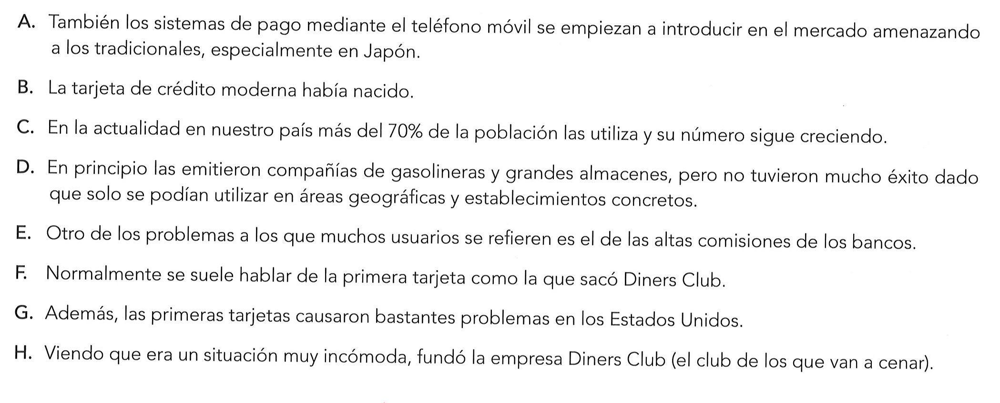 A. También los sistemas de pago mediante el teléfono móvil se empiezan a introducir en el mercado amenazando
a los tradicionales, especialmente en Japón.
B. La tarjeta de crédito moderna había nacido.
C. En la actualidad en nuestro país más del 70% de la población las utiliza y su número sigue creciendo.
D. En principio las emitieron compañías de gasolineras y grandes almacenes, pero no tuvieron mucho éxito dado
que solo se podían utilizar en áreas geográficas y establecimientos concretos.
E. Otro de los problemas a los que muchos usuarios se refieren es el de las altas comisiones de los bancos.
F. Normalmente se suele hablar de la primera tarjeta como la que sacó Diners Club.
G. Además, las primeras tarjetas causaron bastantes problemas en los Estados Unidos.
H. Viendo que era un situación muy incómoda, fundó la empresa Diners Club (el club de los que van a cenar).